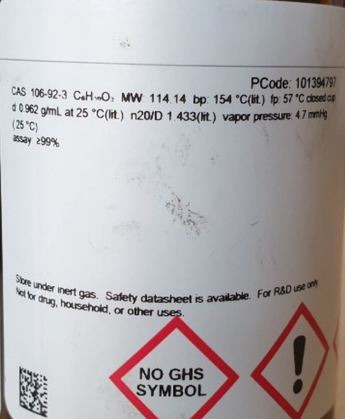 PCode: 101394797
CAS 106-92-3 C₆H₁₀O₂ MW 114.14 bp: 154 °C(lit.) fp: 57 °C closed cup
d 0.962 g/mL at 25 °C(lit.) n20/D 1.433(lit.) vapor pressure: 4.7 mmHg
(25 °C)
assay ≥99%
Store under inert gas. Safety datasheet is available. For R&D use only
Not for drug, household, or other uses.
NO GHS
SYMBOL
!